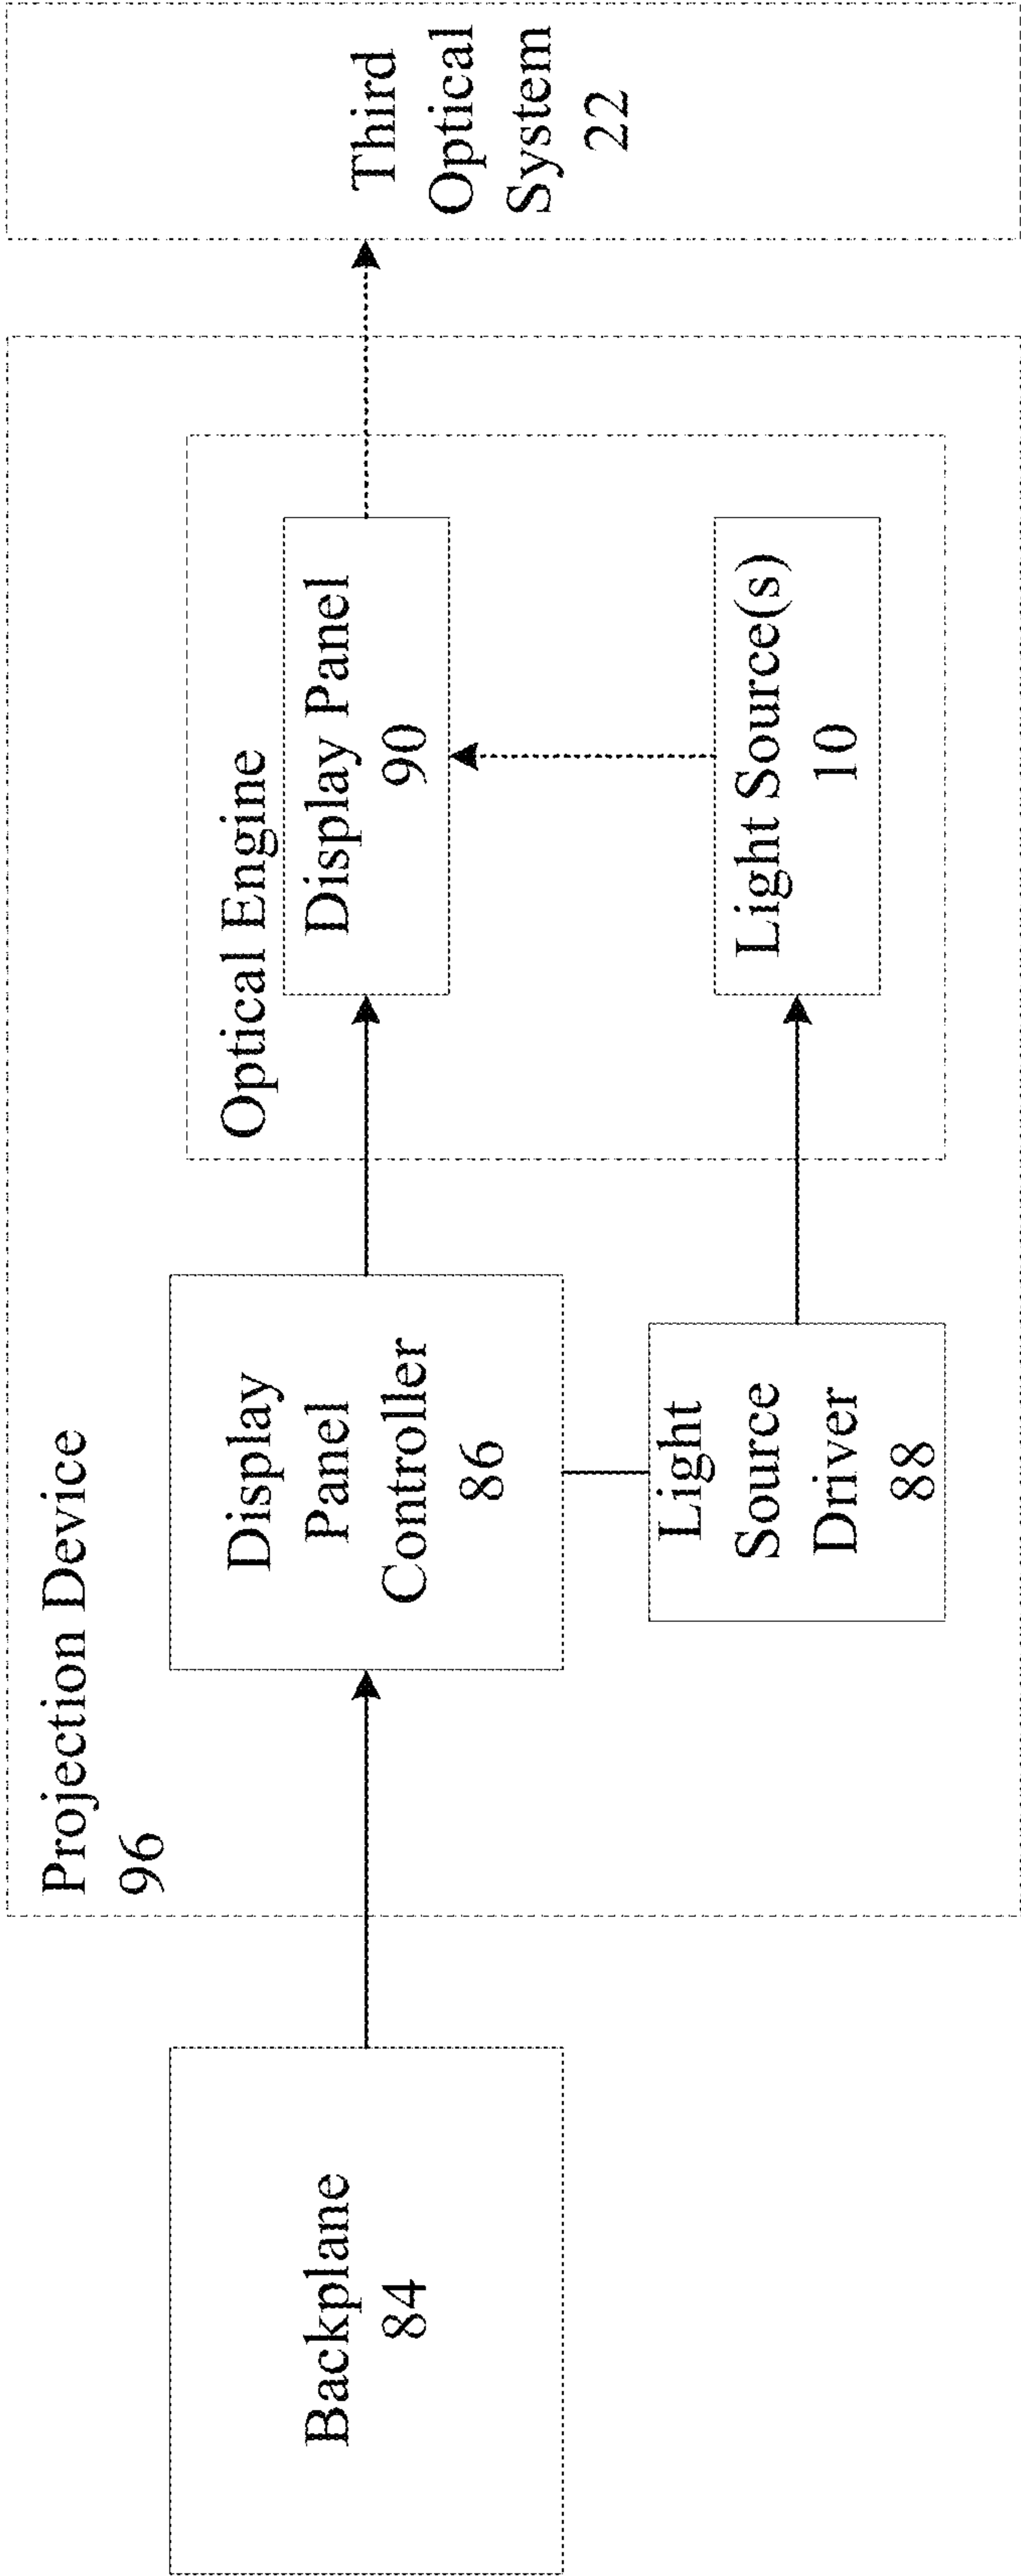 Backplane
84
Projection Device
96
Display
Panel
Controller
86
Light
Source
Driver
88
Optical Engine
Display Panel
90
Light Source(s)
10
Third
Optical
System
22